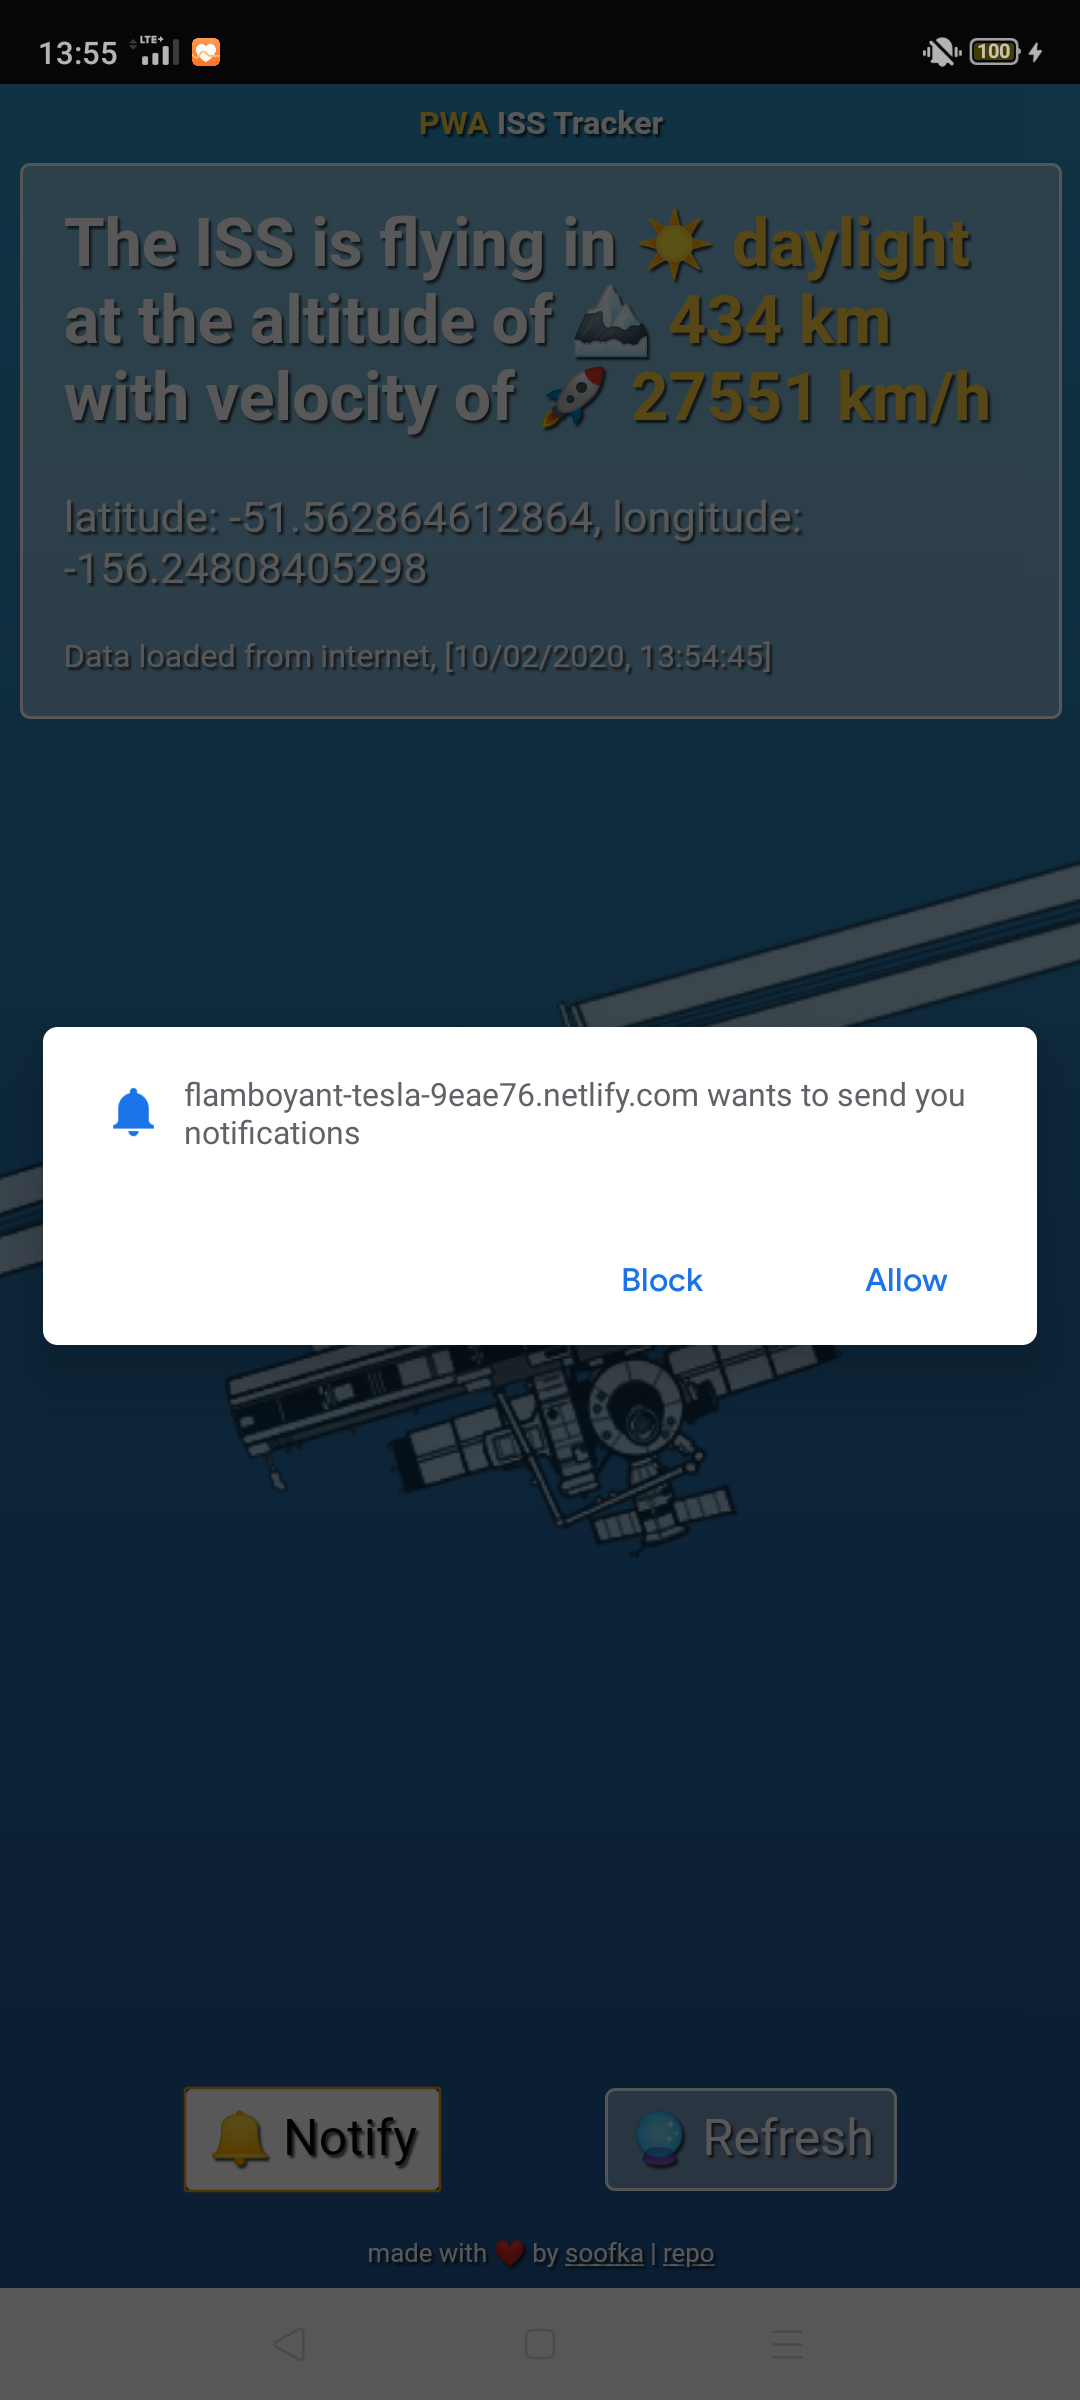 13:55 LTE+ 100
PWA ISS Tracker
The ISS is flying in ☀️ daylight
at the altitude of 🏔️ 434 km
with velocity of 🚀 27551 km/h
latitude: -51.562864612864, longitude:
-156.24808405298
Data loaded from internet, [10/02/2020, 13:54:45]
flamboyant-tesla-9eae76.netlify.com wants to send you
notifications
Block Allow
🔔 Notify 🔮 Refresh
made with ❤️ by soofka | repo